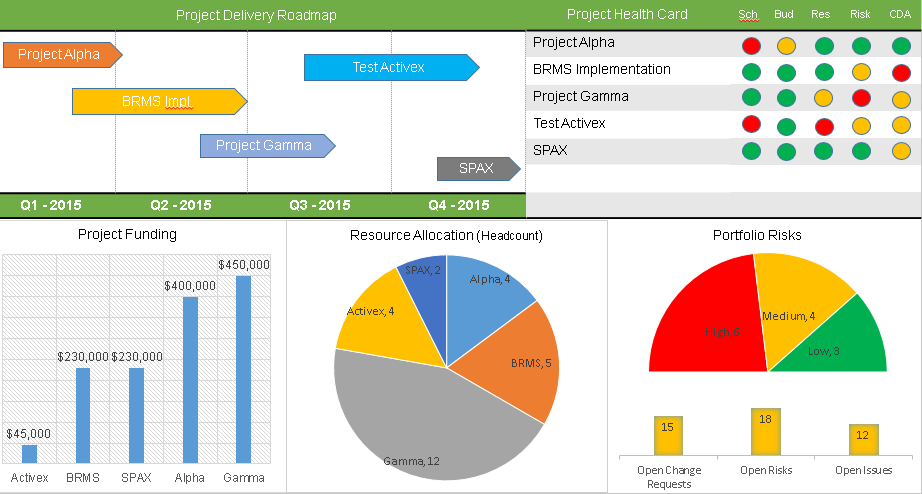 Project Delivery Roadmap
Project Alpha
BRMS Impl
Project Gamma
Test Activex
SPAX
Q1 - 2015 Q2 - 2015 Q3 - 2015 Q4 - 2015
Project Health Card Sch Bud Res Risk CDA
Project Alpha
BRMS Implementation
Project Gamma
Test Activex
SPAX
Project Funding
$45,000
$230,000
$230,000
$400,000
$450,000
Activex BRMS SPAX Alpha Gamma
Resource Allocation (Headcount)
SPAX, 2
Alpha, 4
Activex, 4
BRMS, 5
Gamma, 12
Portfolio Risks
High, 6
Medium, 4
Low, 3
15
18
12
Open Change
Requests
Open Risks
Open Issues